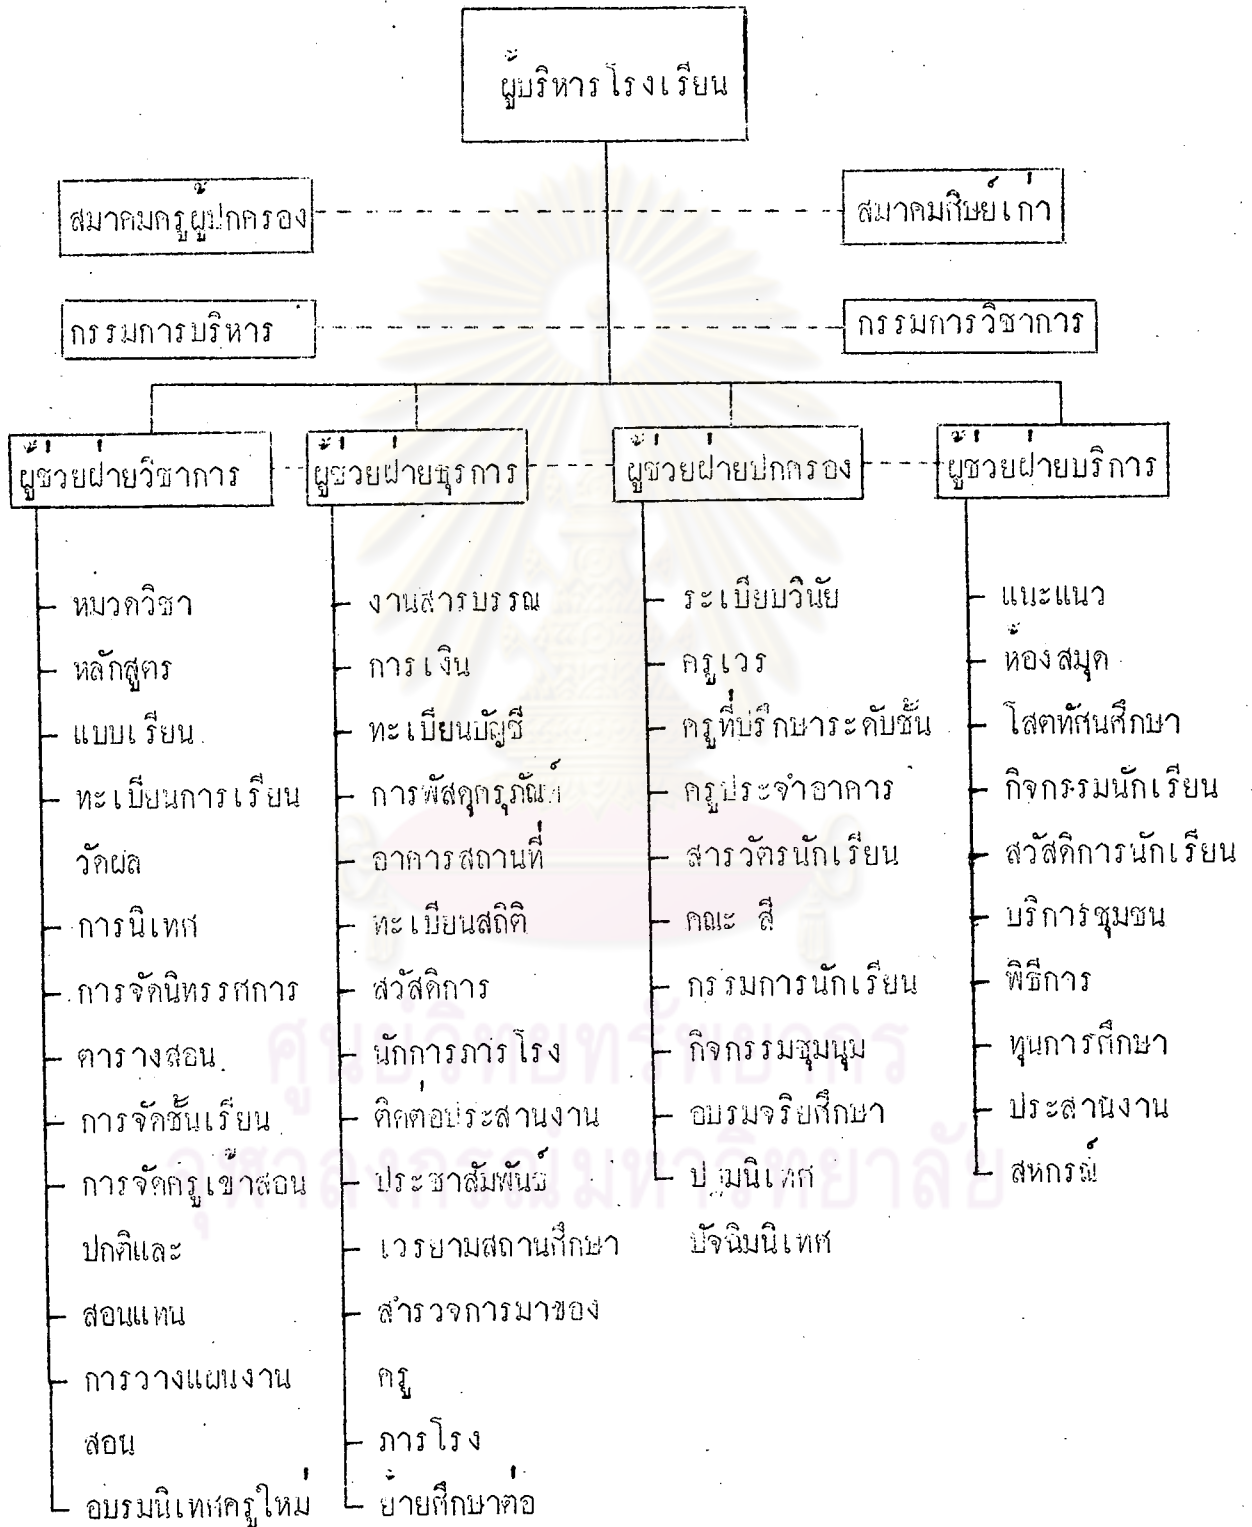 ผู้บริหารโรงเรียน
สมาคมครูผู้ปกครอง
สมาคมศิษย์เก่า
กรรมการบริหาร
กรรมการวิชาการ
ผู้ช่วยฝ่ายวิชาการ
ผู้ช่วยฝ่ายธุรการ
ผู้ช่วยฝ่ายปกครอง
ผู้ช่วยฝ่ายบริการ
หมวดวิชา
หลักสูตร
แบบเรียน
ทะเบียนการเรียน
วัดผล
การนิเทศ
การจัดนิทรรศการ
ตารางสอน
การจัดชั้นเรียน
การจัดครูเข้าสอน
ปกติและ
สอนแทน
การวางแผนงาน
สอน
อบรมนิเทศครูใหม่
งานสารบรรณ
การเงิน
ทะเบียนบัญชี
การพัสดุครุภัณฑ์
อาคารสถานที่
ทะเบียนสถิติ
สวัสดิการ
นักการภารโรง
ติดต่อประสานงาน
ประชาสัมพันธ์
เวรยามสถานศึกษา
สำรวจการมาของ
ครู
ภารโรง
ย้ายศึกษาต่อ
ระเบียบวินัย
ครูเวร
ครูที่ปรึกษาระดับชั้น
ครูประจำอาคาร
สารวัตรนักเรียน
คณะ สี
กรรมการนักเรียน
กิจกรรมชุมนุม
อบรมจริยศึกษา
ปฐมนิเทศ
ปัจฉิมนิเทศ
แนะแนว
ห้องสมุด
โสตทัศนศึกษา
กิจกรรมนักเรียน
สวัสดิการนักเรียน
บริการชุมชน
พิธีการ
ทุนการศึกษา
ประสานงาน
สหกรณ์
ศูนย์วิทยทรัพยากร
จุฬาลงกรณ์มหาวิทยาลัย